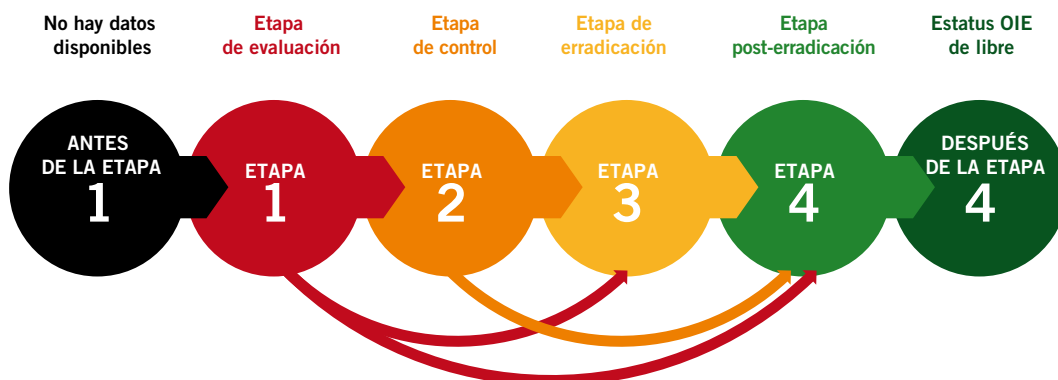 No hay datos
disponibles
Etapa
de evaluación
Etapa
de control
Etapa de
erradicación
Etapa
post-erradicación
Estatus OIE
de libre
ANTES
DE LA ETAPA
1
ETAPA
1
ETAPA
2
ETAPA
3
ETAPA
4
DESPUÉS
DE LA ETAPA
4